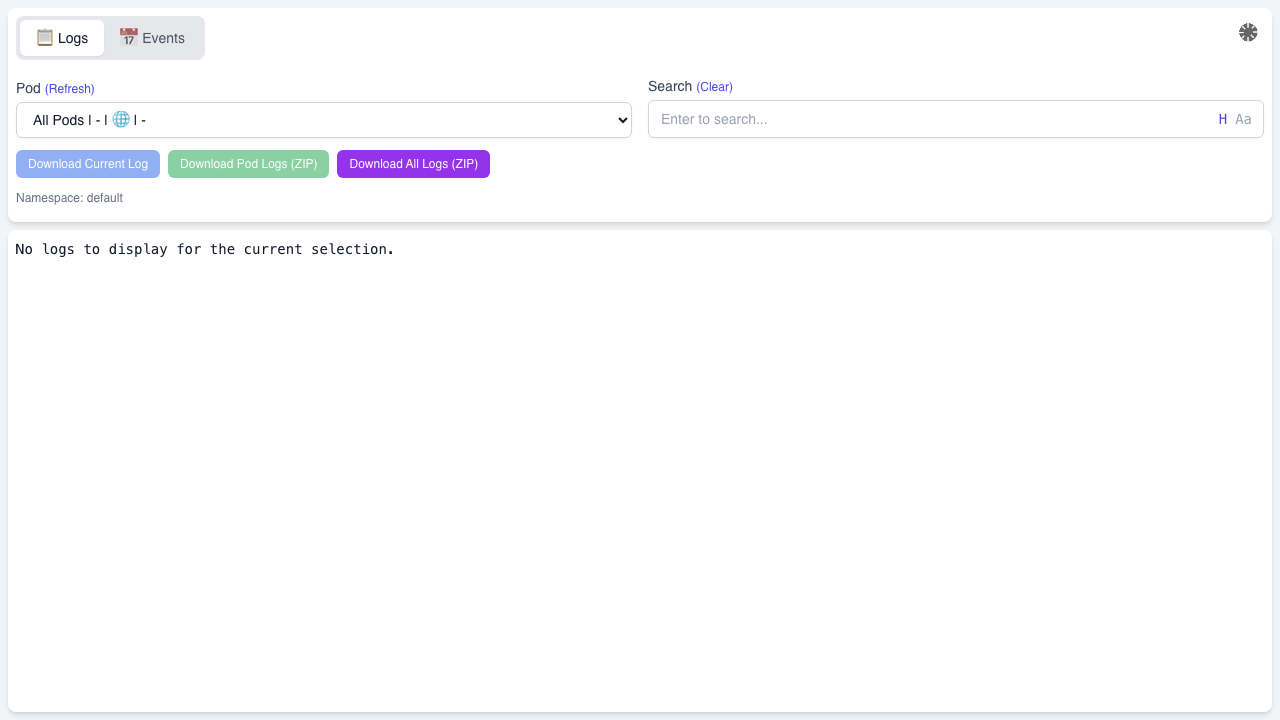 📋 Logs
📅 Events
Pod (Refresh)
Search (Clear)
All Pods | - | 🌐 | -
Enter to search...
H Aa
Download Current Log
Download Pod Logs (ZIP)
Download All Logs (ZIP)
Namespace: default
No logs to display for the current selection.